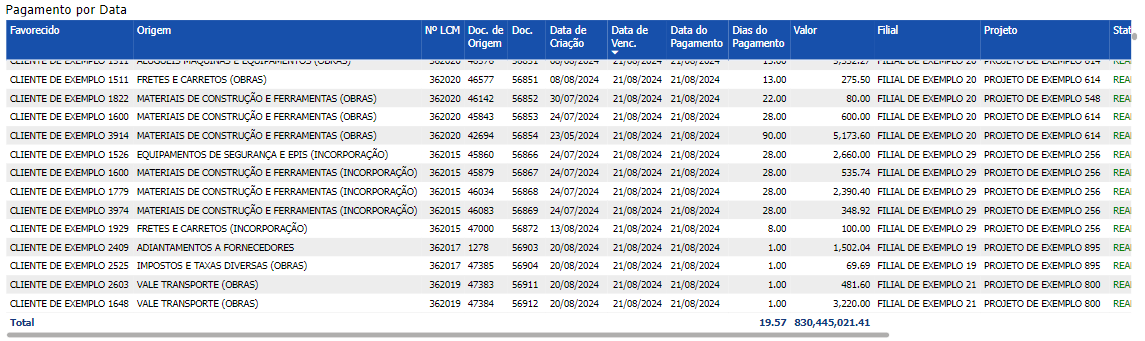 Pagamento por Data
Favorecido Origem Nº LCM Doc. de Origem Doc. Data de Criação Data de Venc. Data do Pagamento Dias do Pagamento Valor Filial Projeto Stat
CLIENTE DE EXEMPLO 1511 ALUGUÉIS MÁQUINAS E EQUIPAMENTOS (OBRAS) 362020 46576 56851 08/08/2024 21/08/2024 21/08/2024 13.00 FILIAL DE EXEMPLO 20 PROJETO DE EXEMPLO 614 REA
CLIENTE DE EXEMPLO 1511 FRETES E CARRETOS (OBRAS) 362020 46577 56851 08/08/2024 21/08/2024 21/08/2024 13.00 275.50 FILIAL DE EXEMPLO 20 PROJETO DE EXEMPLO 614 REA
CLIENTE DE EXEMPLO 1822 MATERIAIS DE CONSTRUÇÃO E FERRAMENTAS (OBRAS) 362020 46142 56852 30/07/2024 21/08/2024 21/08/2024 22.00 80.00 FILIAL DE EXEMPLO 20 PROJETO DE EXEMPLO 548 REA
CLIENTE DE EXEMPLO 1600 MATERIAIS DE CONSTRUÇÃO E FERRAMENTAS (OBRAS) 362020 45843 56853 24/07/2024 21/08/2024 21/08/2024 28.00 600.00 FILIAL DE EXEMPLO 20 PROJETO DE EXEMPLO 614 REA
CLIENTE DE EXEMPLO 3914 MATERIAIS DE CONSTRUÇÃO E FERRAMENTAS (OBRAS) 362020 42694 56854 23/05/2024 21/08/2024 21/08/2024 90.00 5,173.60 FILIAL DE EXEMPLO 20 PROJETO DE EXEMPLO 614 REA
CLIENTE DE EXEMPLO 1526 EQUIPAMENTOS DE SEGURANÇA E EPIS (INCORPORAÇÃO) 362015 45860 56866 24/07/2024 21/08/2024 21/08/2024 28.00 2,660.00 FILIAL DE EXEMPLO 29 PROJETO DE EXEMPLO 256 REA
CLIENTE DE EXEMPLO 1600 MATERIAIS DE CONSTRUÇÃO E FERRAMENTAS (INCORPORAÇÃO) 362015 45879 56867 24/07/2024 21/08/2024 21/08/2024 28.00 535.74 FILIAL DE EXEMPLO 29 PROJETO DE EXEMPLO 256 REA
CLIENTE DE EXEMPLO 1779 MATERIAIS DE CONSTRUÇÃO E FERRAMENTAS (INCORPORAÇÃO) 362015 46034 56868 24/07/2024 21/08/2024 21/08/2024 28.00 2,390.40 FILIAL DE EXEMPLO 29 PROJETO DE EXEMPLO 256 REA
CLIENTE DE EXEMPLO 3974 MATERIAIS DE CONSTRUÇÃO E FERRAMENTAS (INCORPORAÇÃO) 362015 46083 56869 24/07/2024 21/08/2024 21/08/2024 28.00 348.92 FILIAL DE EXEMPLO 29 PROJETO DE EXEMPLO 256 REA
CLIENTE DE EXEMPLO 1929 FRETES E CARRETOS (INCORPORAÇÃO) 362015 47000 56872 13/08/2024 21/08/2024 21/08/2024 8.00 100.00 FILIAL DE EXEMPLO 29 PROJETO DE EXEMPLO 256 REA
CLIENTE DE EXEMPLO 2409 ADIANTAMENTOS A FORNECEDORES 362017 1278 56903 20/08/2024 21/08/2024 21/08/2024 1.00 1,502.04 FILIAL DE EXEMPLO 19 PROJETO DE EXEMPLO 895 REA
CLIENTE DE EXEMPLO 2525 IMPOSTOS E TAXAS DIVERSAS (OBRAS) 362017 47385 56904 20/08/2024 21/08/2024 21/08/2024 1.00 69.69 FILIAL DE EXEMPLO 19 PROJETO DE EXEMPLO 895 REA
CLIENTE DE EXEMPLO 2603 VALE TRANSPORTE (OBRAS) 362019 47383 56911 20/08/2024 21/08/2024 21/08/2024 1.00 481.60 FILIAL DE EXEMPLO 21 PROJETO DE EXEMPLO 800 REA
CLIENTE DE EXEMPLO 1648 VALE TRANSPORTE (OBRAS) 362019 47384 56912 20/08/2024 21/08/2024 21/08/2024 1.00 3,220.00 FILIAL DE EXEMPLO 21 PROJETO DE EXEMPLO 800 REA
Total 19.57 830,445,021.41